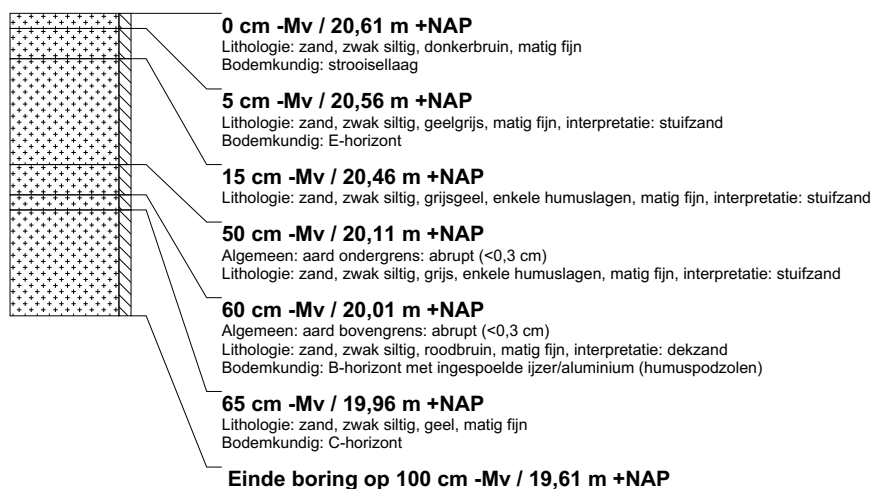 0 cm -Mv / 20,61 m +NAP
Lithologie: zand, zwak siltig, donkerbruin, matig fijn
Bodemkundig: strooisellaag
5 cm -Mv / 20,56 m +NAP
Lithologie: zand, zwak siltig, geelgrijs, matig fijn, interpretatie: stuifzand
Bodemkundig: E-horizont
15 cm -Mv / 20,46 m +NAP
Lithologie: zand, zwak siltig, grijsgeel, enkele humuslagen, matig fijn, interpretatie: stuifzand
50 cm -Mv / 20,11 m +NAP
Algemeen: aard ondergrens: abrupt (<0,3 cm)
Lithologie: zand, zwak siltig, grijs, enkele humuslagen, matig fijn, interpretatie: stuifzand
60 cm -Mv / 20,01 m +NAP
Algemeen: aard bovengrens: abrupt (<0,3 cm)
Lithologie: zand, zwak siltig, roodbruin, matig fijn, interpretatie: dekzand
Bodemkundig: B-horizont met ingespoelde ijzer/aluminium (humuspodzolen)
65 cm -Mv / 19,96 m +NAP
Lithologie: zand, zwak siltig, geel, matig fijn
Bodemkundig: C-horizont
Einde boring op 100 cm -Mv / 19,61 m +NAP